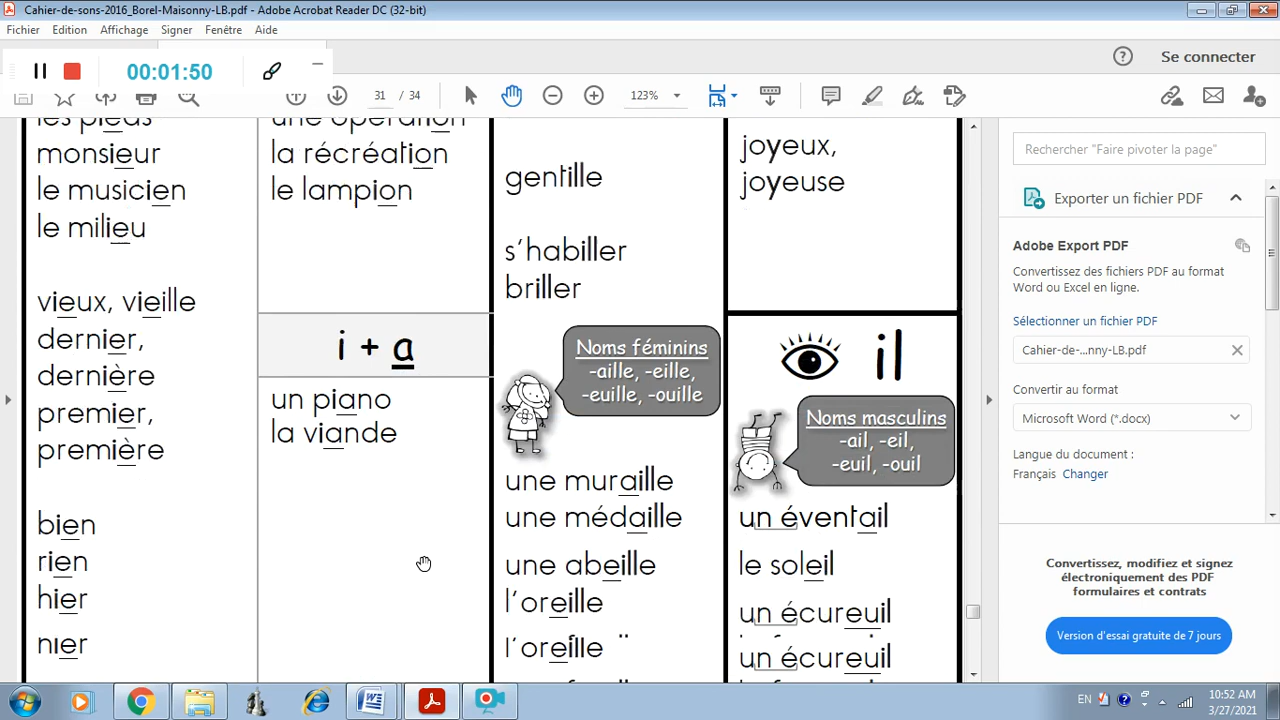 Cahier-de-sons-2016_Borel-Maisonny-LB.pdf - Adobe Acrobat Reader DC (32-bit)
Fichier Edition Affichage Signer Fenêtre Aide
00:01:50
Se connecter
31 / 34
123%
les pieds
monsieur
le musicien
le milieu
vieux, vieille
dernier,
dernière
premier,
première
bien
rien
hier
nier
une opération
la récréation
le lampion
i + a
un piano
la viande
gentille
s'habiller
briller
Noms féminins
-aille, -eille,
-euille, -ouille
une muraille
une médaille
une abeille
l'oreille
l'oreille
joyeux,
joyeuse
il
Noms masculins
-ail, -eil,
-euil, -ouil
un éventail
le soleil
un écureuil
un écureuil
Rechercher "Faire pivoter la page"
Exporter un fichier PDF
Adobe Export PDF
Convertissez des fichiers PDF au format
Word ou Excel en ligne.
Sélectionner un fichier PDF
Cahier-de-...nny-LB.pdf
Convertir au format
Microsoft Word (*.docx)
Langue du document :
Français Changer
Convertissez, modifiez et signez
électroniquement des PDF
formulaires et contrats
Version d'essai gratuite de 7 jours
EN
10:52 AM
3/27/2021